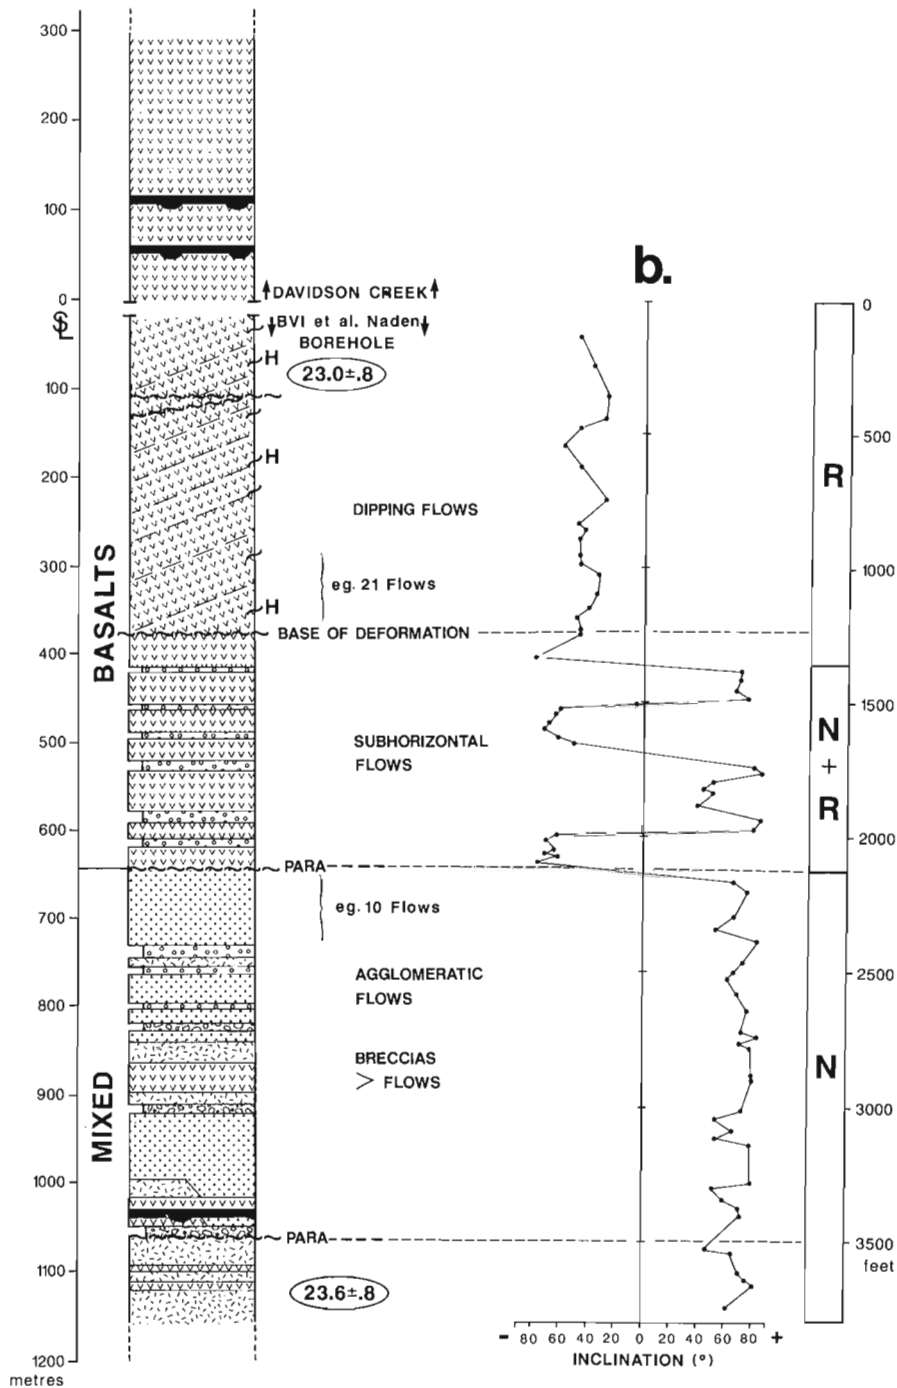 300
200
100
0
SL
100
200
300
400
500
600
700
800
900
1000
1100
1200
metres
BASALTS
MIXED
DAVIDSON CREEK
BVI et al. Naden
BOREHOLE
H
23.0±.8
H
DIPPING FLOWS
eg. 21 Flows
H
BASE OF DEFORMATION
SUBHORIZONTAL
FLOWS
PARA
eg. 10 Flows
AGGLOMERATIC
FLOWS
BRECCIAS
> FLOWS
PARA
23.6±.8
b.
- 80 60 40 20 0 20 40 60 80 +
INCLINATION (°)
R
N
+
R
N
0
500
1000
1500
2000
2500
3000
3500
feet